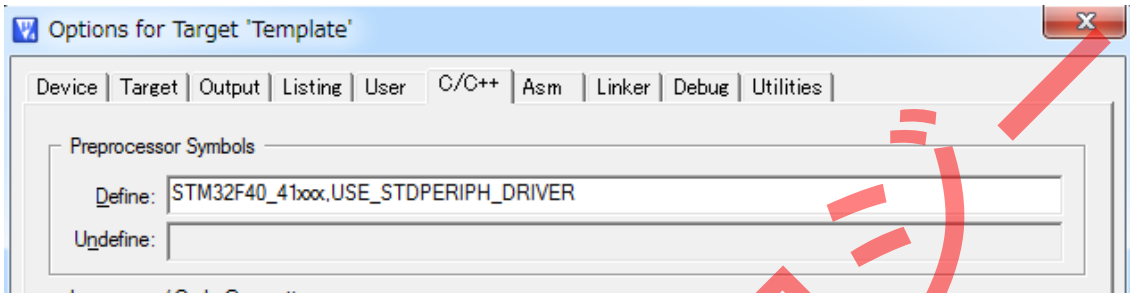 Options for Target 'Template'
Device Target Output Listing User C/C++ Asm Linker Debug Utilities
Preprocessor Symbols
Define: STM32F40_41xxx,USE_STDPERIPH_DRIVER
Undefine: